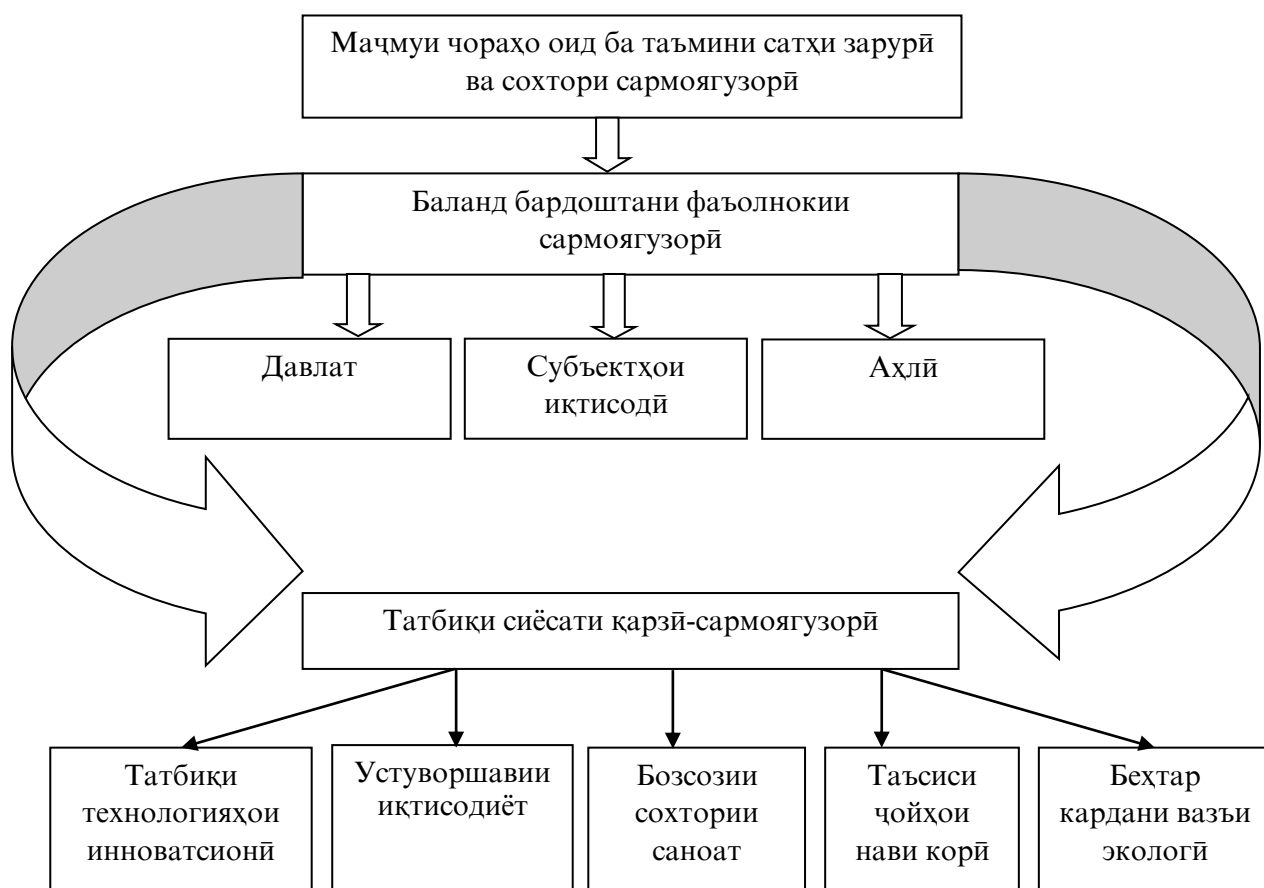 Маҷмуи чораҳо оид ба таъмини сатҳи зарурӣ
ва сохтори сармоягузорӣ
Баланд бардоштани фаъолнокии
сармоягузорӣ
Давлат
Субъектҳои
иқтисодӣ
Аҳлӣ
Татбиқи сиёсати қарзӣ-сармоягузорӣ
Татбиқи
технологияҳои
инноватсионӣ
Устуворшавии
иқтисодиёт
Бозсозии
сохтории
саноат
Таъсиси
ҷойҳои
нави корӣ
Беҳтар
кардани вазъи
экологӣ